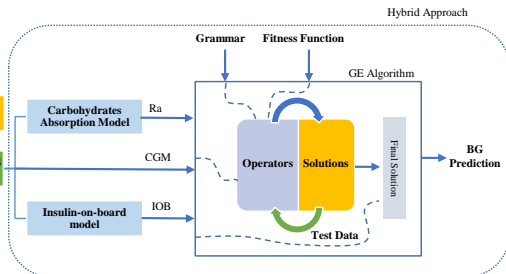 Hybrid Approach
Grammar
Fitness Function
GE Algorithm
Carbohydrates
Absorption Model
Ra
CGM
Operators
Solutions
Final Solution
BG
Prediction
Insulin-on-board
model
IOB
Test Data